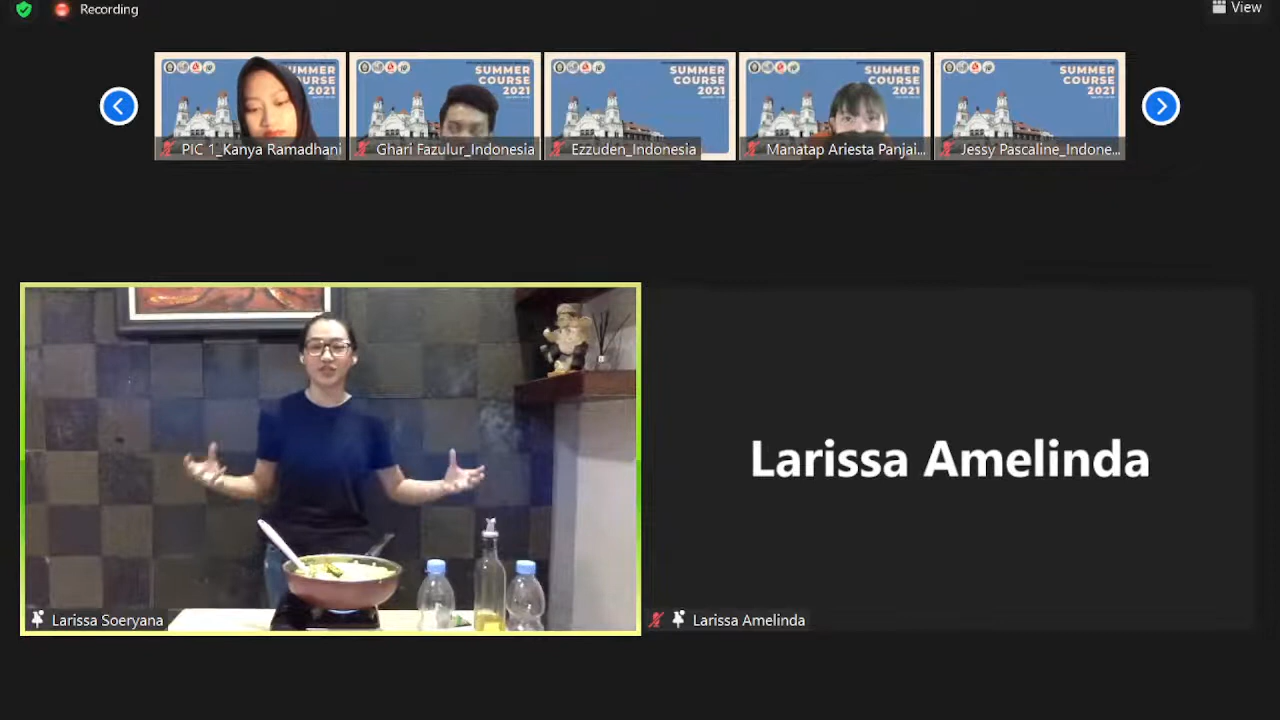 Recording
View
SUMMER
COURSE
2021
PIC 1_Kanya Ramadhani
SUMMER
COURSE
2021
Ghari Fazulur_Indonesia
SUMMER
COURSE
2021
Ezzuden_Indonesia
SUMMER
COURSE
2021
Manatap Ariesta Panjai...
SUMMER
COURSE
2021
Jessy Pascaline_Indone...
Larissa Amelinda
Larissa Soeryana
Larissa Amelinda